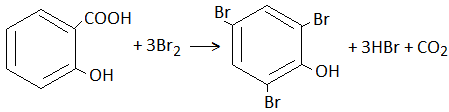 Br
Br
COOH
+ 3Br₂ → + 3HBr + CO₂
OH
OH
Br